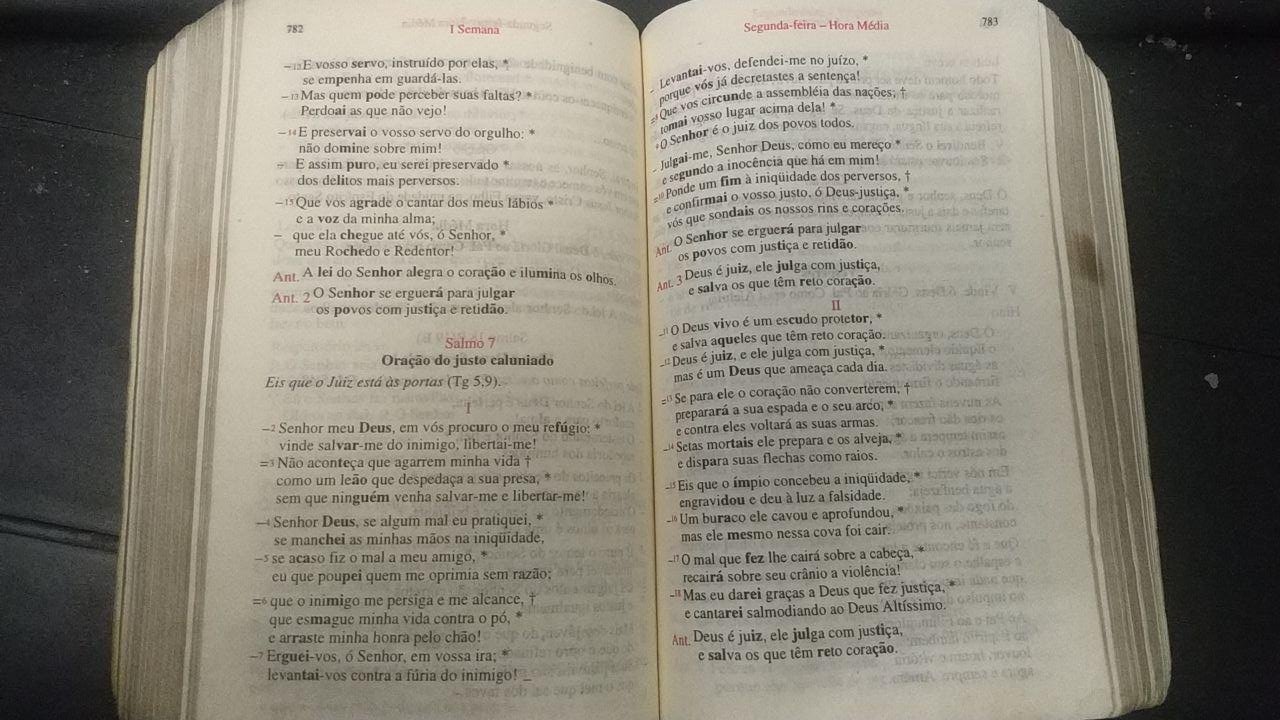 782
I Semana
–12 E vosso servo, instruído por elas, *
se empenha em guardá-las.
–13 Mas quem pode perceber suas faltas? *
Perdoai as que não vejo!
–14 E preservai o vosso servo do orgulho: *
não domine sobre mim!
– E assim puro, eu serei preservado *
dos delitos mais perversos.
–15 Que vos agrade o cantar dos meus lábios *
e a voz da minha alma;
– que ela chegue até vós, ó Senhor, *
meu Rochedo e Redentor!
Ant. A lei do Senhor alegra o coração e ilumina os olhos.
Ant. 2 O Senhor se erguerá para julgar
os povos com justiça e retidão.
Salmo 7
Oração do justo caluniado
Eis que o Juiz está às portas (Tg 5,9).
I
–2 Senhor meu Deus, em vós procuro o meu refúgio: *
vinde salvar-me do inimigo, libertai-me!
=3 Não aconteça que agarrem minha vida †
como um leão que despedaça a sua presa, *
sem que ninguém venha salvar-me e libertar-me!
–4 Senhor Deus, se algum mal eu pratiquei, *
se manchei as minhas mãos na iniqüidade,
–5 se acaso fiz o mal a meu amigo, *
eu que poupei quem me oprimia sem razão;
=6 que o inimigo me persiga e me alcance, †
que esmague minha vida contra o pó, *
e arraste minha honra pelo chão!
–7 Erguei-vos, ó Senhor, em vossa ira; *
levantai-vos contra a fúria do inimigo! _
Segunda-feira – Hora Média
783
– Levantai-vos, defendei-me no juízo, *
porque vós já decretastes a sentença!
=8 Que vos circunde a assembléia das nações; †
tomai vosso lugar acima dela! *
9 O Senhor é o juiz dos povos todos.
– Julgai-me, Senhor Deus, como eu mereço *
e segundo a inocência que há em mim!
=10 Ponde um fim à iniqüidade dos perversos, †
e confirmai o vosso justo, ó Deus-justiça, *
vós que sondais os nossos rins e corações.
Ant. O Senhor se erguerá para julgar
os povos com justiça e retidão.
Ant. 3 Deus é juiz, ele julga com justiça,
e salva os que têm reto coração.
II
–11 O Deus vivo é um escudo protetor, *
e salva aqueles que têm reto coração.
–12 Deus é juiz, e ele julga com justiça, *
mas é um Deus que ameaça cada dia.
=13 Se para ele o coração não converterem, †
preparará a sua espada e o seu arco, *
e contra eles voltará as suas armas.
–14 Setas mortais ele prepara e os alveja, *
e dispara suas flechas como raios.
–15 Eis que o ímpio concebeu a iniqüidade, *
engravidou e deu à luz a falsidade.
–16 Um buraco ele cavou e aprofundou, *
mas ele mesmo nessa cova foi cair.
–17 O mal que fez lhe cairá sobre a cabeça, *
recairá sobre seu crânio a violência!
–18 Mas eu darei graças a Deus que fez justiça, *
e cantarei salmodiando ao Deus Altíssimo.
Ant. Deus é juiz, ele julga com justiça,
e salva os que têm reto coração.